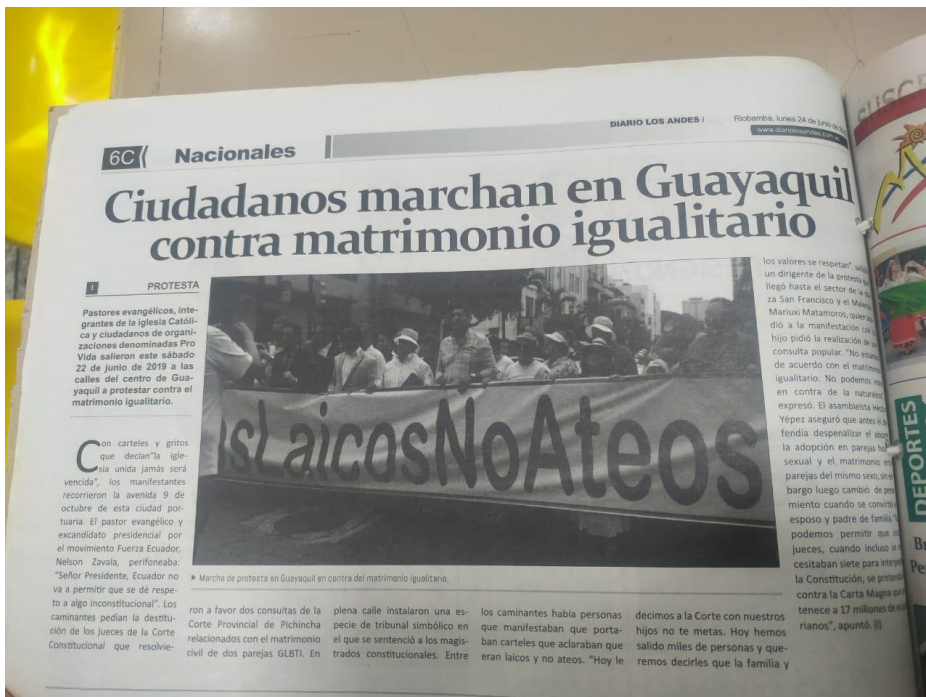 6C
Nacionales
DIARIO LOS ANDES /
Riobamba, lunes 24 de junio de
www.diariolosandes.com
Ciudadanos marchan en Guayaquil
contra matrimonio igualitario
PROTESTA
Pastores evangélicos, inte-
grantes de la iglesia Católi-
ca y ciudadanos de organi-
zaciones denominadas Pro
Vida salieron este sábado
22 de junio de 2019 a las
calles del centro de Gua-
yaquil a protestar contra el
matrimonio igualitario.
Con carteles y gritos
que decían"la igle-
sia unida jamás será
vencida", los manifestantes
recorrieron la avenida 9 de
octubre de esta ciudad por-
tuaria. El pastor evangélico y
excandidato presidencial por
el movimiento Fuerza Ecuador,
Nelson Zavala, perifoneaba:
"Señor Presidente, Ecuador no
va a permitir que se dé respe-
to a algo inconstitucional". Los
caminantes pedían la destitu-
ción de los jueces de la Corte
Constitucional que resolvie-
sLaicosNoAteos
Marcha de protesta en Guayaquil en contra del matrimonio igualitario.
ron a favor dos consultas de la
Corte Provincial de Pichincha
relacionados con el matrimonio
civil de dos parejas GLBTI. En
plena calle instalaron una es-
pecie de tribunal simbólico en
el que se sentenció a los magis-
trados constitucionales. Entre
los caminantes había personas
que manifestaban que porta-
ban carteles que aclaraban que
eran laicos y no ateos. "Hoy le
decimos a la Corte con nuestros
hijos no te metas. Hoy hemos
salido miles de personas y que-
remos decirles que la familia y
los valores se respetan",
un dirigente de la protesta
llegó hasta el sector de la
za San Francisco y el
Mariuxi Matamoros, quien
dió a la manifestación
hijo pidió la realización de
consulta popular. "No
de acuerdo con el matrimonio
igualitario. No podemos
en contra de la naturaleza"
expresó. El asambleísta
Yépez aseguró que antes
fendía despenalizar el
la adopción en parejas
sexual y el matrimonio
parejas del mismo sexo,
bargo luego cambió de
miento cuando se convirtió
esposo y padre de familia.
podemos permitir que
jueces, cuando incluso
cesitaban siete para
la Constitución, se
contra la Carta Magna
tenece a 17 millones de
rianos", apuntó. (I)
DEPORTES